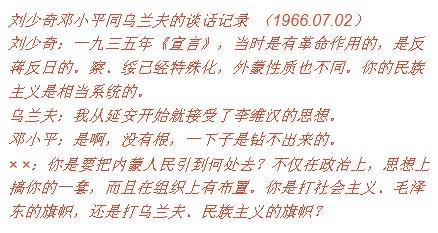 刘少奇邓小平同乌兰夫的谈话记录 （1966.07.02）
刘少奇：一九三五年《宣言》，当时是有革命作用的，是反
蒋反日的。察、绥已经特殊化，外蒙性质也不同。你的民族
主义是相当系统的。
乌兰夫：我从延安开始就接受了李维汉的思想。
邓小平：是啊，没有根，一下子是钻不出来的。
××：你是要把内蒙人民引到何处去？不仅在政治上，思想上
搞你的一套，而且在组织上有布置。你是打社会主义、毛泽
东的旗帜，还是打乌兰夫、民族主义的旗帜？